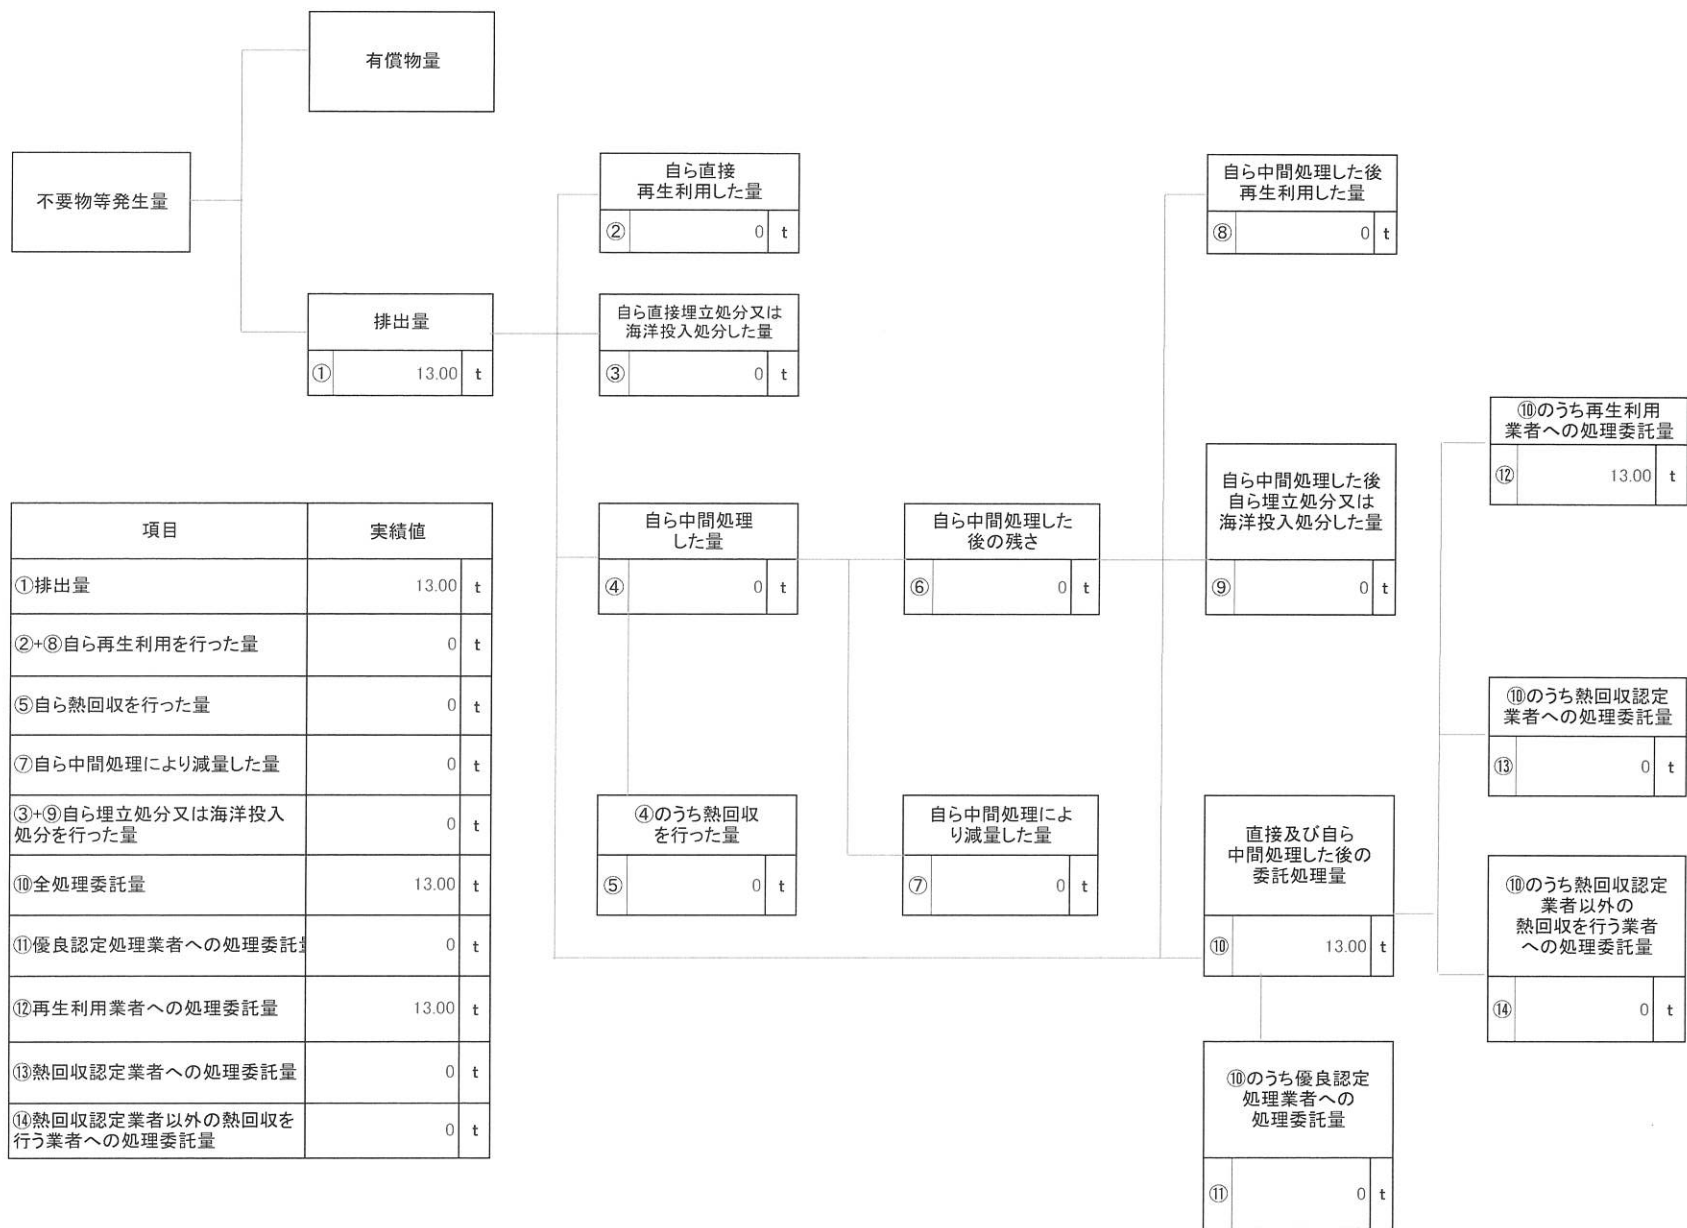 有償物量
不要物等発生量
排出量
① 13.00 t
自ら直接
再生利用した量
② 0 t
自ら直接埋立処分又は
海洋投入処分した量
③ 0 t
自ら中間処理
した量
④ 0 t
④のうち熱回収
を行った量
⑤ 0 t
自ら中間処理した
後の残さ
⑥ 0 t
自ら中間処理によ
り減量した量
⑦ 0 t
自ら中間処理した後
再生利用した量
⑧ 0 t
自ら中間処理した後
自ら埋立処分又は
海洋投入処分した量
⑨ 0 t
直接及び自ら
中間処理した後の
委託処理量
⑩ 13.00 t
⑩のうち優良認定
処理業者への
処理委託量
⑪ 0 t
⑩のうち再生利用
業者への処理委託量
⑫ 13.00 t
⑩のうち熱回収認定
業者への処理委託量
⑬ 0 t
⑩のうち熱回収認定
業者以外の
熱回収を行う業者
への処理委託量
⑭ 0 t
項目 実績値
①排出量 13.00 t
②+⑧自ら再生利用を行った量 0 t
⑤自ら熱回収を行った量 0 t
⑦自ら中間処理により減量した量 0 t
③+⑨自ら埋立処分又は海洋投入
処分を行った量 0 t
⑩全処理委託量 13.00 t
⑪優良認定処理業者への処理委託 0 t
⑫再生利用業者への処理委託量 13.00 t
⑬熱回収認定業者への処理委託量 0 t
⑭熱回収認定業者以外の熱回収を
行う業者への処理委託量 0 t